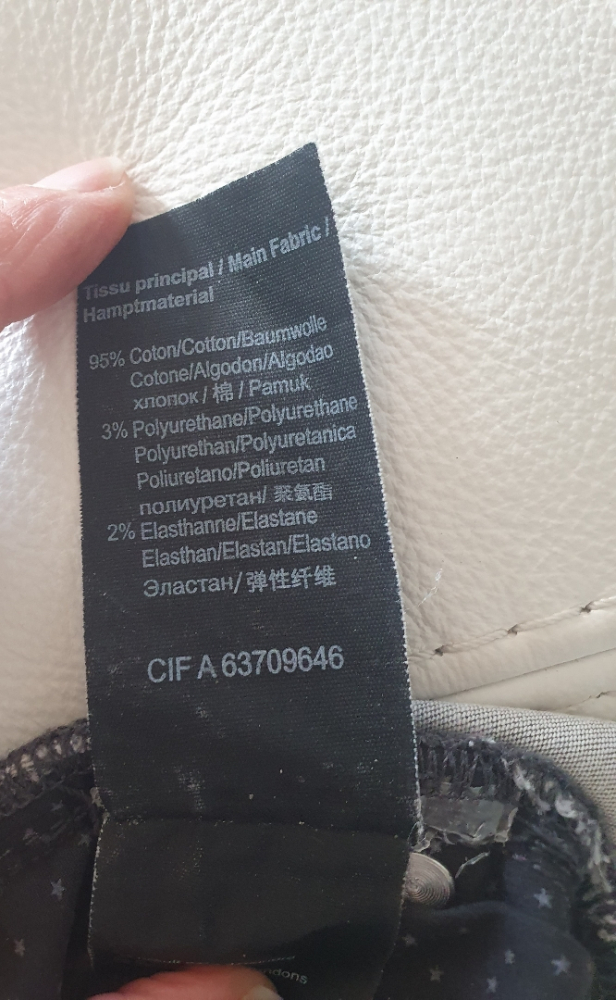 Tissu principal / Main Fabric /
Hamptmaterial
95% Coton/Cotton/Baumwolle
Cotone/Algodon/Algodao
хлопок / 棉 / Pamuk
3% Polyurethane/Polyurethane
Polyurethan/Polyuretanica
Poliuretano/Poliuretan
полиуретан/ 聚氨酯
2% Elasthanne/Elastane
Elasthan/Elastan/Elastano
Эластан/ 弹性纤维
CIF A 63709646